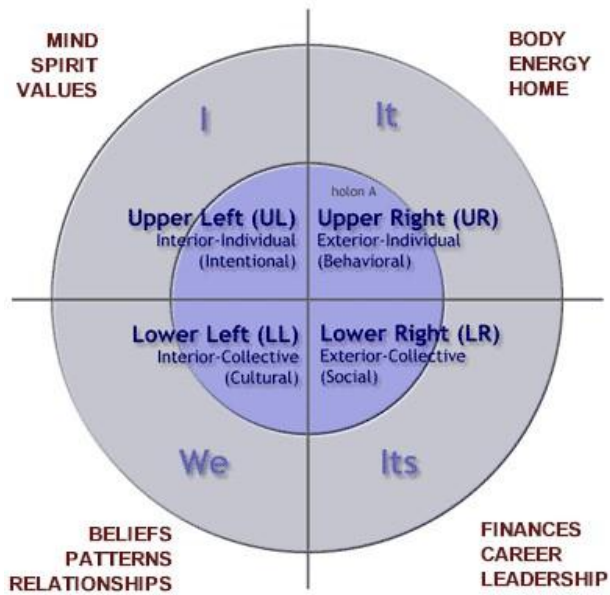 MIND
SPIRIT
VALUES
BODY
ENERGY
HOME
I
It
holon A
Upper Left (UL)
Interior-Individual
(Intentional)
Upper Right (UR)
Exterior-Individual
(Behavioral)
Lower Left (LL)
Interior-Collective
(Cultural)
Lower Right (LR)
Exterior-Collective
(Social)
We
Its
BELIEFS
PATTERNS
RELATIONSHIPS
FINANCES
CAREER
LEADERSHIP